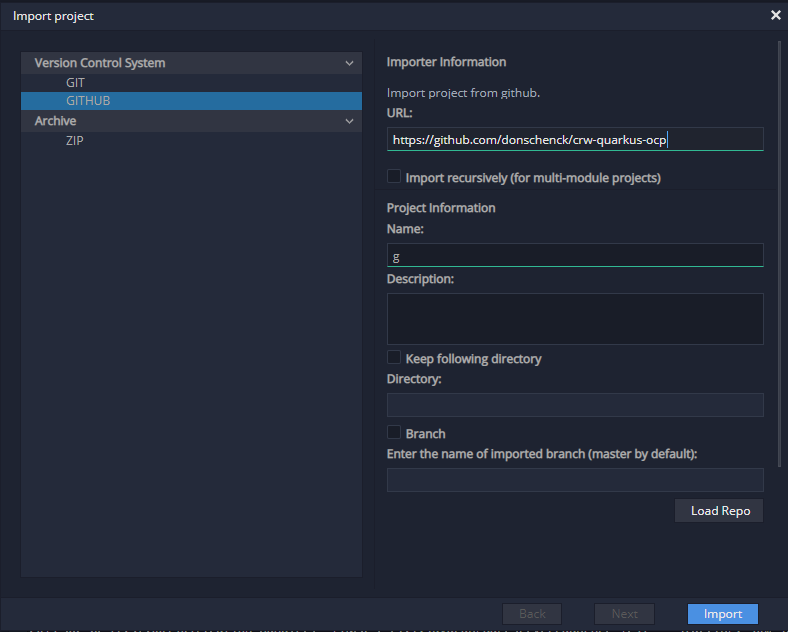 Import project
Version Control System
GIT
GITHUB
Archive
ZIP
Importer Information
Import project from github.
URL:
https://github.com/donschenck/crw-quarkus-ocp
Import recursively (for multi-module projects)
Project Information
Name:
g
Description:
Keep following directory
Directory:
Branch
Enter the name of imported branch (master by default):
Load Repo
Back
Next
Import